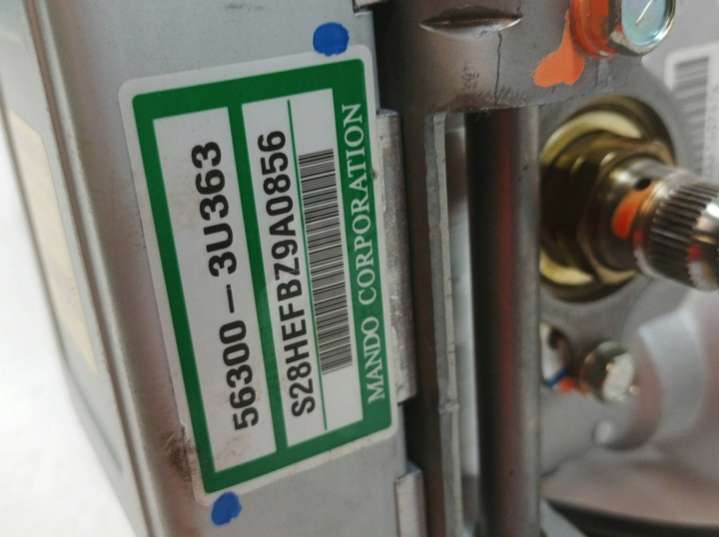 56300-3U363
S28HEFBZ9A0856
MANDO CORPORATION